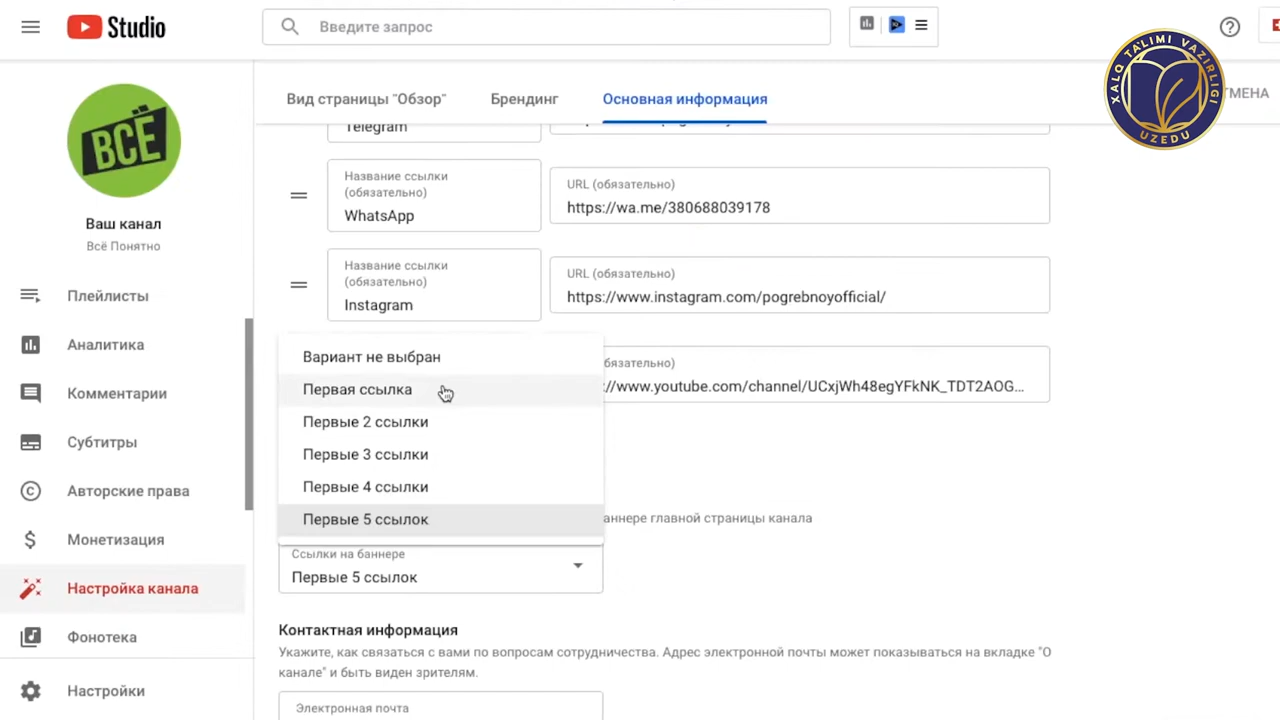 Studio
Введите запрос
XALQ TA'LIMI VAZIRLIGI
UZEDU
ТМЕНА
ВСЁ
Ваш канал
Всё Понятно
Плейлисты
Аналитика
Комментарии
Субтитры
Авторские права
Монетизация
Настройка канала
Фонотека
Настройки
Вид страницы "Обзор"
Брендинг
Основная информация
Telegram
Название ссылки
(обязательно)
WhatsApp
URL (обязательно)
https://wa.me/380688039178
Название ссылки
(обязательно)
Instagram
URL (обязательно)
https://www.instagram.com/pogrebnoyofficial/
бязательно)
://www.youtube.com/channel/UCxjWh48egYFkNK_TDT2AOG...
Вариант не выбран
Первая ссылка
Первые 2 ссылки
Первые 3 ссылки
Первые 4 ссылки
Первые 5 ссылок
аннере главной страницы канала
Ссылки на баннере
Первые 5 ссылок
Контактная информация
Укажите, как связаться с вами по вопросам сотрудничества. Адрес электронной почты может показываться на вкладке "О
канале" и быть виден зрителям.
Электронная почта